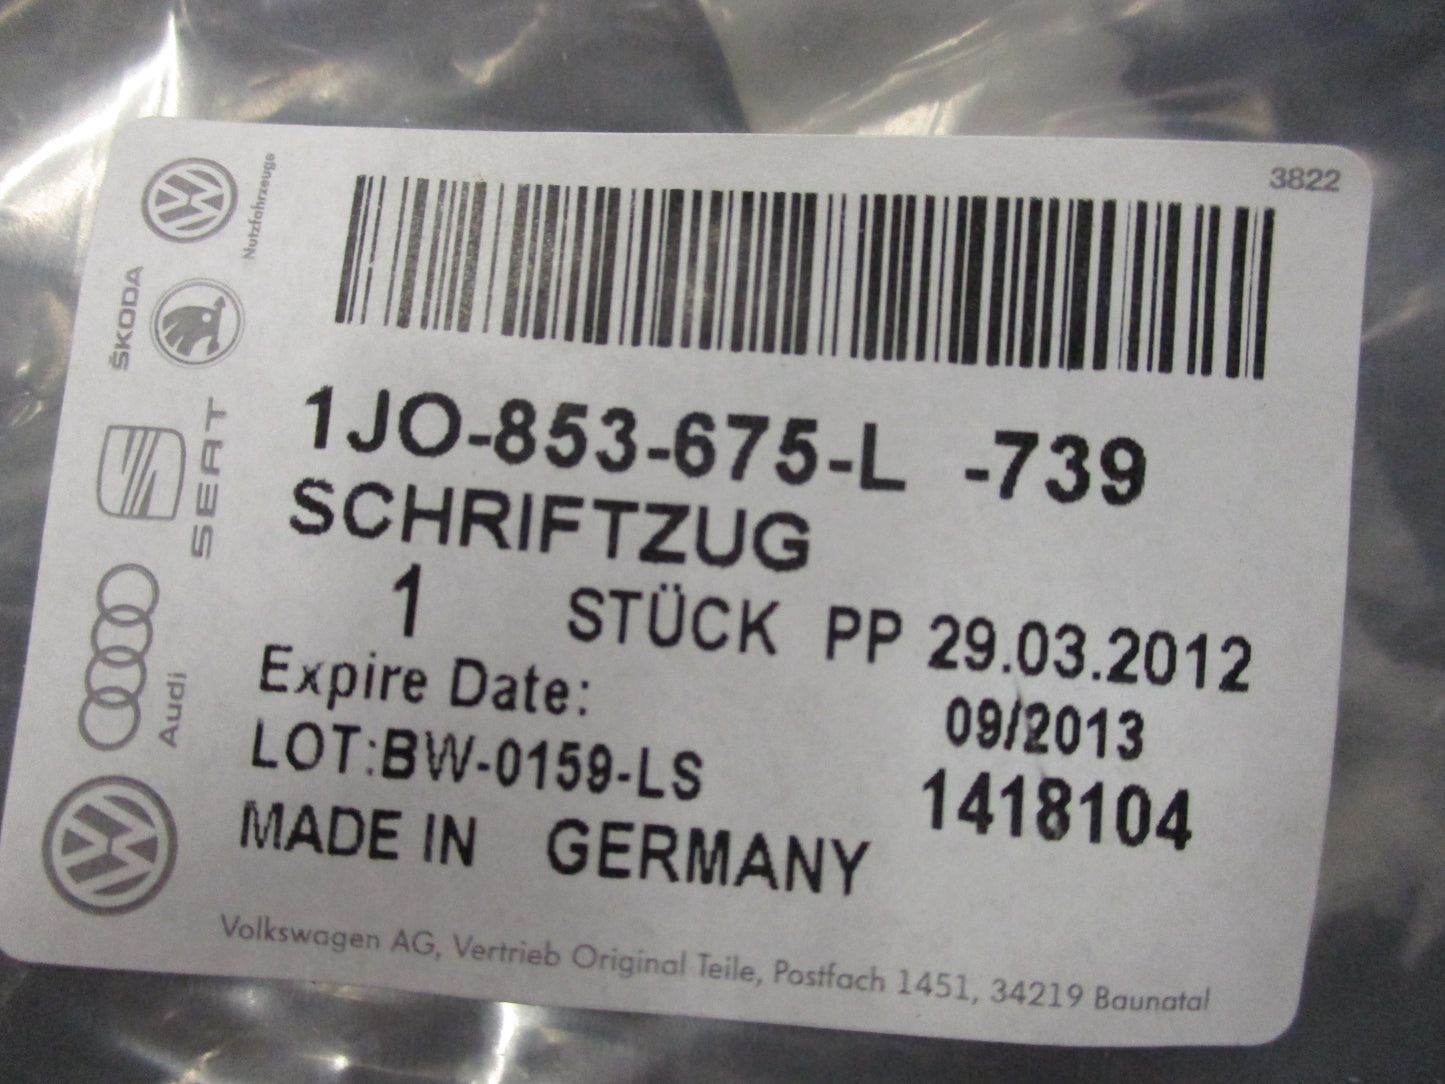 3822
Nutzfahrzeuge
ŠKODA
SEAT
Audi
1JO-853-675-L -739
SCHRIFTZUG
1 STÜCK PP 29.03.2012
Expire Date: 09/2013
LOT:BW-0159-LS 1418104
MADE IN GERMANY
Volkswagen AG, Vertrieb Original Teile, Postfach 1451, 34219 Baunatal